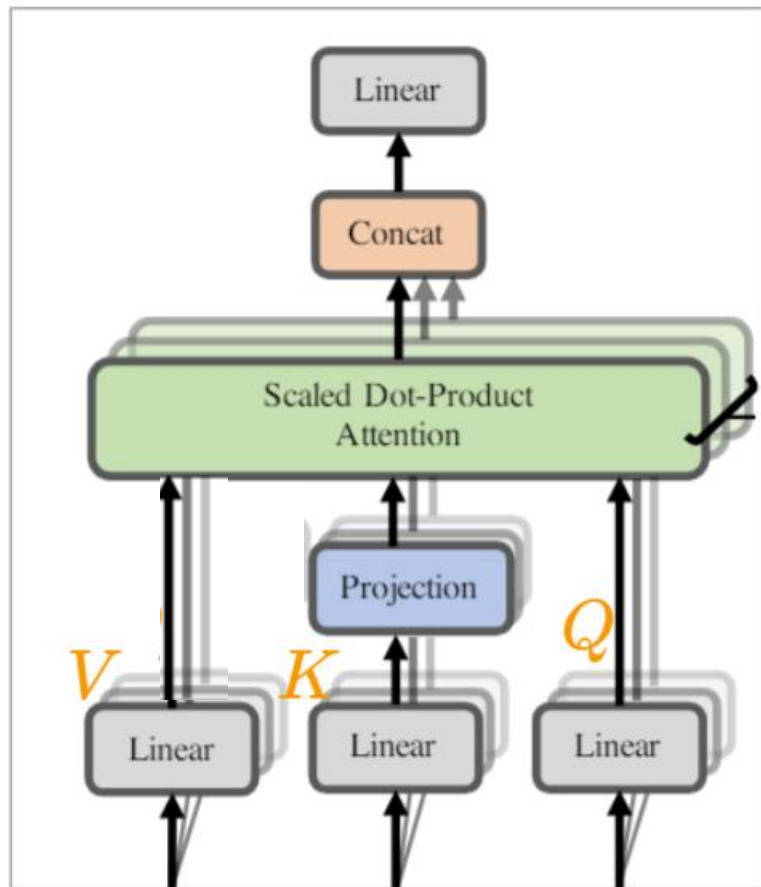 Linear
Concat
Scaled Dot-Product
Attention
Projection
V K Q
Linear Linear Linear